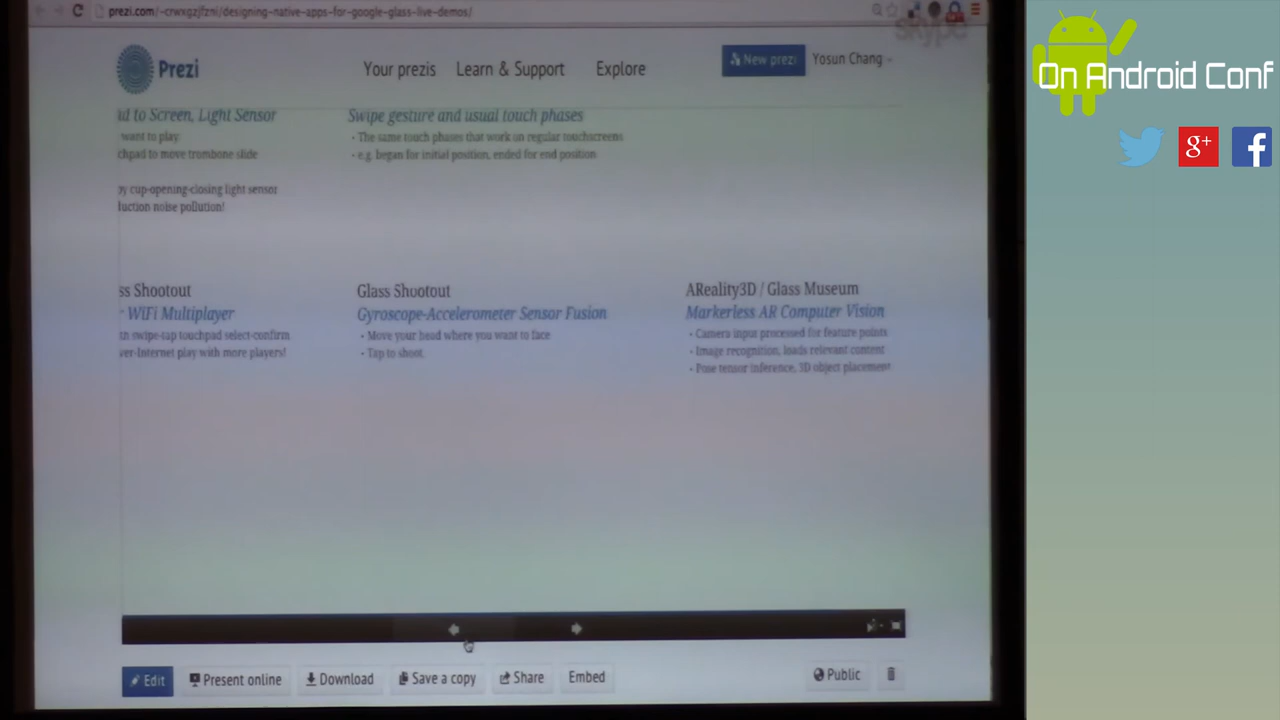 prezi.com/-crwxgzjfzni/designing-native-apps-for-google-glass-live-demos/
skype
On Android Conf
Prezi
Your prezis
Learn & Support
Explore
New prezi
Yosun Chang
g+
f
d to Screen, Light Sensor
want to play
chpad to move trombone slide
by cup-opening-closing light sensor
duction noise pollution!
Swipe gesture and usual touch phases
- The same touch phases that work on regular touchscreens
- e.g. began for initial position, ended for end position
ss Shootout
WiFi Multiplayer
th swipe-tap touchpad select-confirm
ver-Internet play with more players!
Glass Shootout
Gyroscope-Accelerometer Sensor Fusion
- Move your head where you want to face
- Tap to shoot.
AReality3D / Glass Museum
Markerless AR Computer Vision
- Camera input processed for feature points
- Image recognition, loads relevant content
- Pose tensor inference, 3D object placement
Edit
Present online
Download
Save a copy
Share
Embed
Public